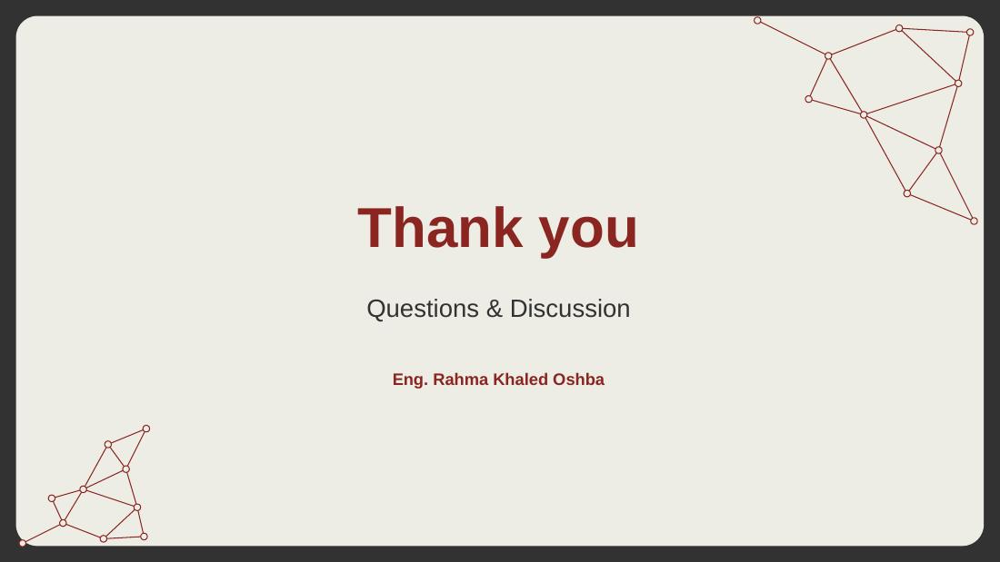 Thank you
Questions & Discussion
Eng. Rahma Khaled Oshba